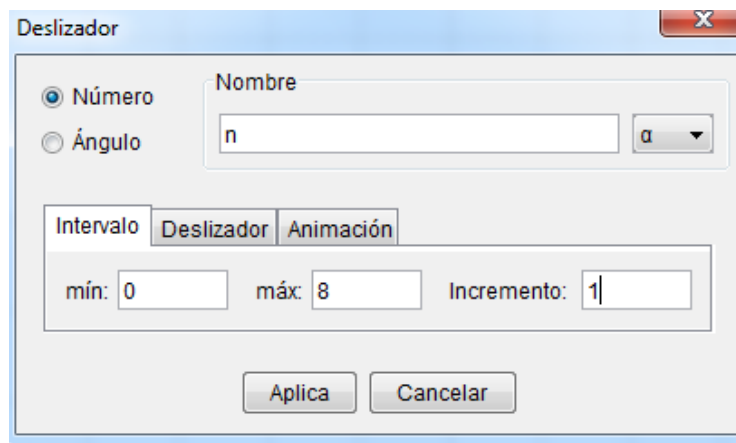 Deslizador
X
Número
Nombre
n
α
Ángulo
Intervalo Deslizador Animación
mín: 0 máx: 8 Incremento: 1
Aplica Cancelar